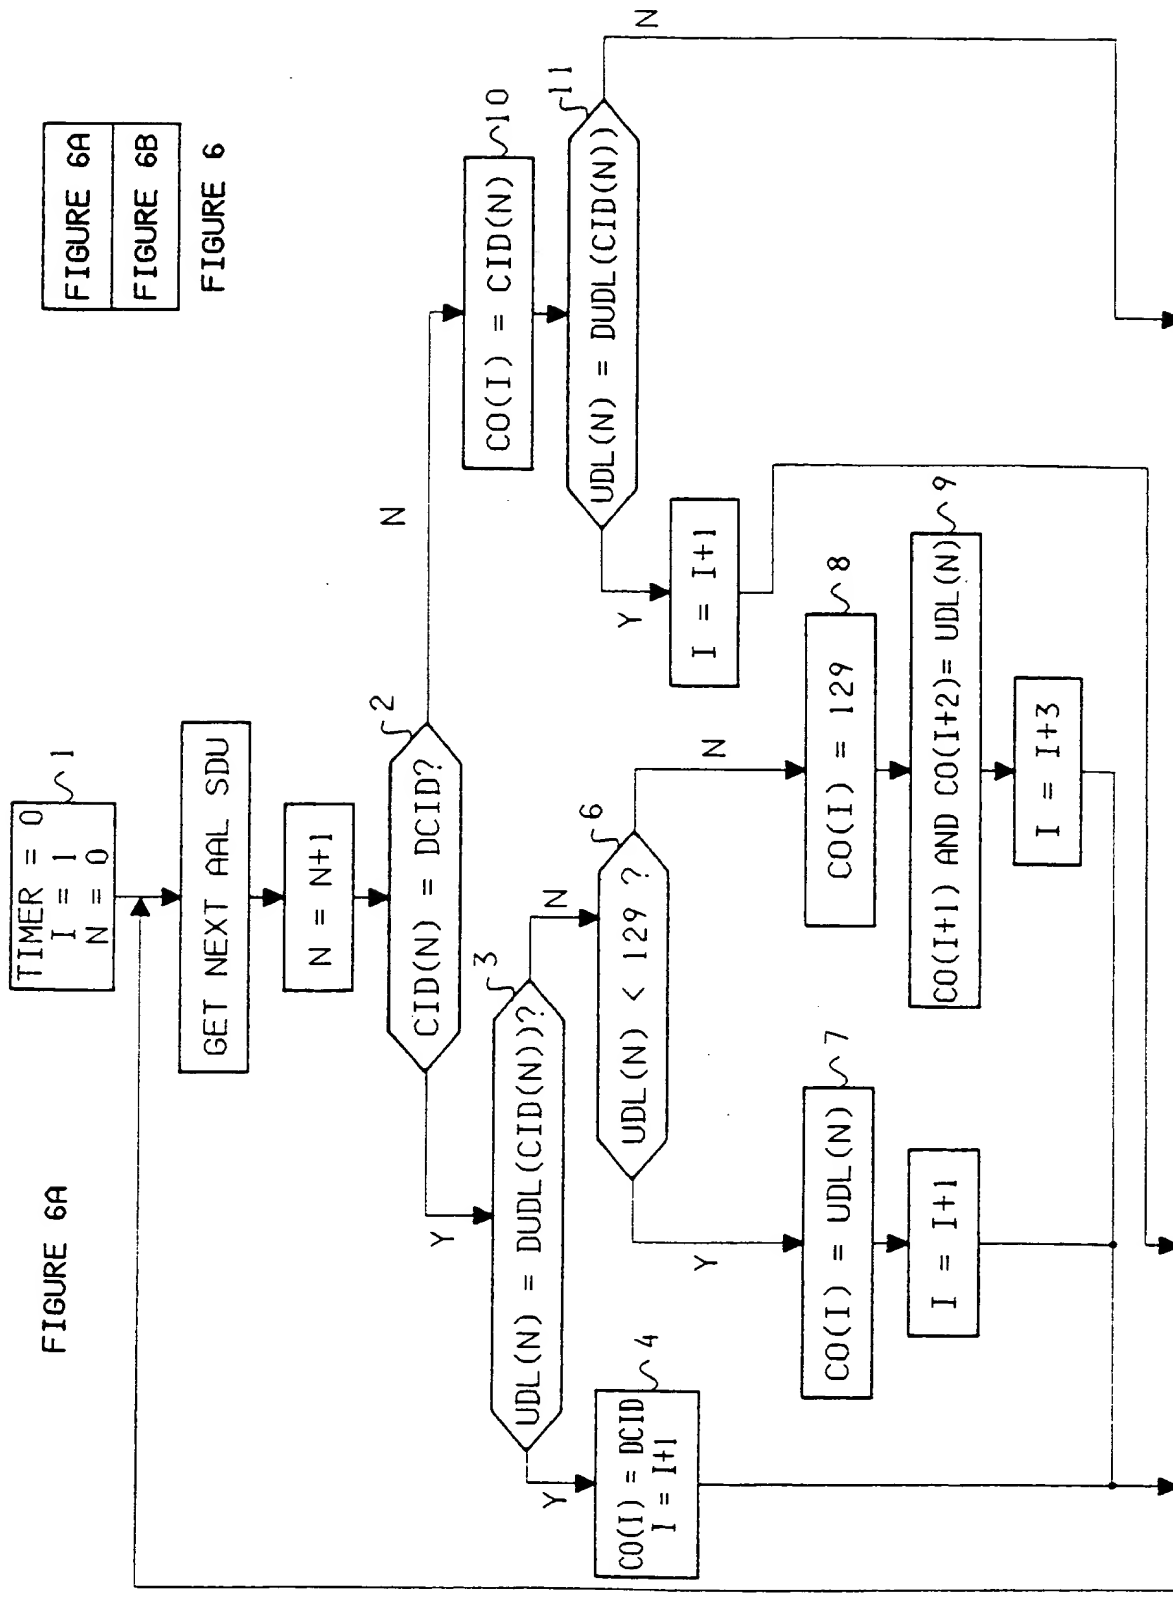 FIGURE 6A
FIGURE 6A
FIGURE 6B
FIGURE 6
TIMER = 0
I = 1
N = 0
1
GET NEXT AAL SDU
N = N+1
CID(N) = DCID?
2
Y
N
UDL(N) = DUDL(CID(N))?
3
Y
N
CO(I) = DCID
I = I+1
4
UDL(N) < 129 ?
6
Y
N
CO(I) = UDL(N)
7
I = I+1
CO(I) = 129
8
CO(I+1) AND CO(I+2)= UDL(N)
9
I = I+3
CO(I) = CID(N)
10
UDL(N) = DUDL(CID(N))
11
Y
N
I = I+1